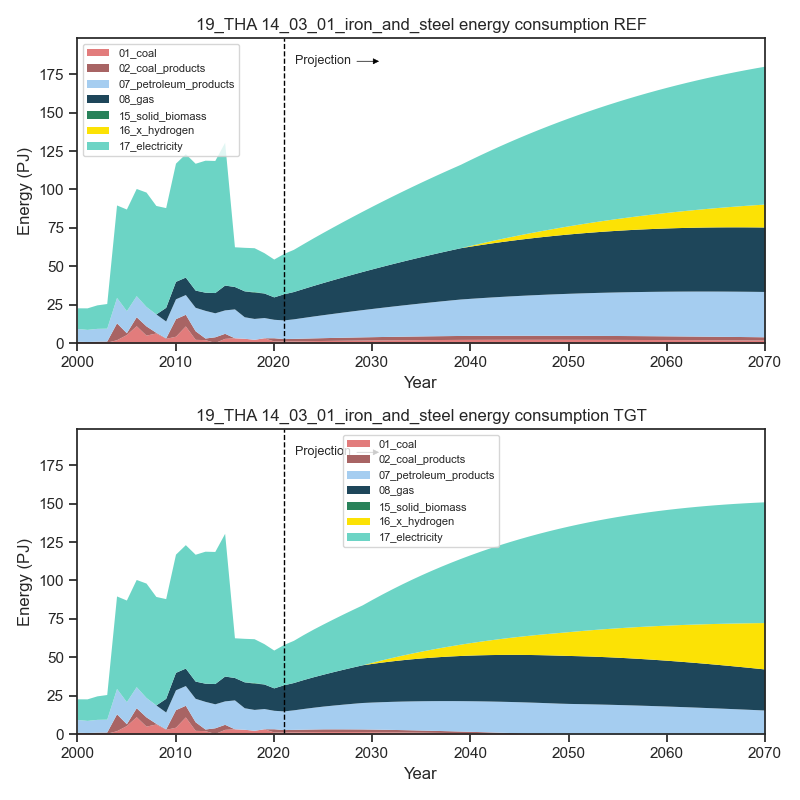 19_THA 14_03_01_iron_and_steel energy consumption REF
01_coal
02_coal_products
07_petroleum_products
08_gas
15_solid_biomass
16_x_hydrogen
17_electricity
Projection
Energy (PJ)
175
150
125
100
75
50
25
0
2000 2010 2020 2030 2040 2050 2060 2070
Year
19_THA 14_03_01_iron_and_steel energy consumption TGT
Projection
01_coal
02_coal_products
07_petroleum_products
08_gas
15_solid_biomass
16_x_hydrogen
17_electricity
Energy (PJ)
175
150
125
100
75
50
25
0
2000 2010 2020 2030 2040 2050 2060 2070
Year